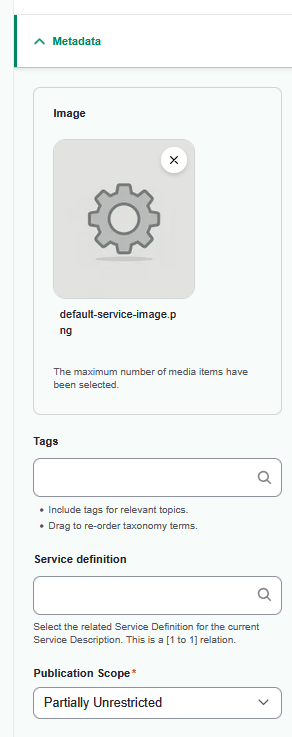 Metadata
Image
default-service-image.p
ng
The maximum number of media items have
been selected.
Tags
• Include tags for relevant topics.
• Drag to re-order taxonomy terms.
Service definition
Select the related Service Definition for the current
Service Description. This is a [1 to 1] relation.
Publication Scope*
Partially Unrestricted